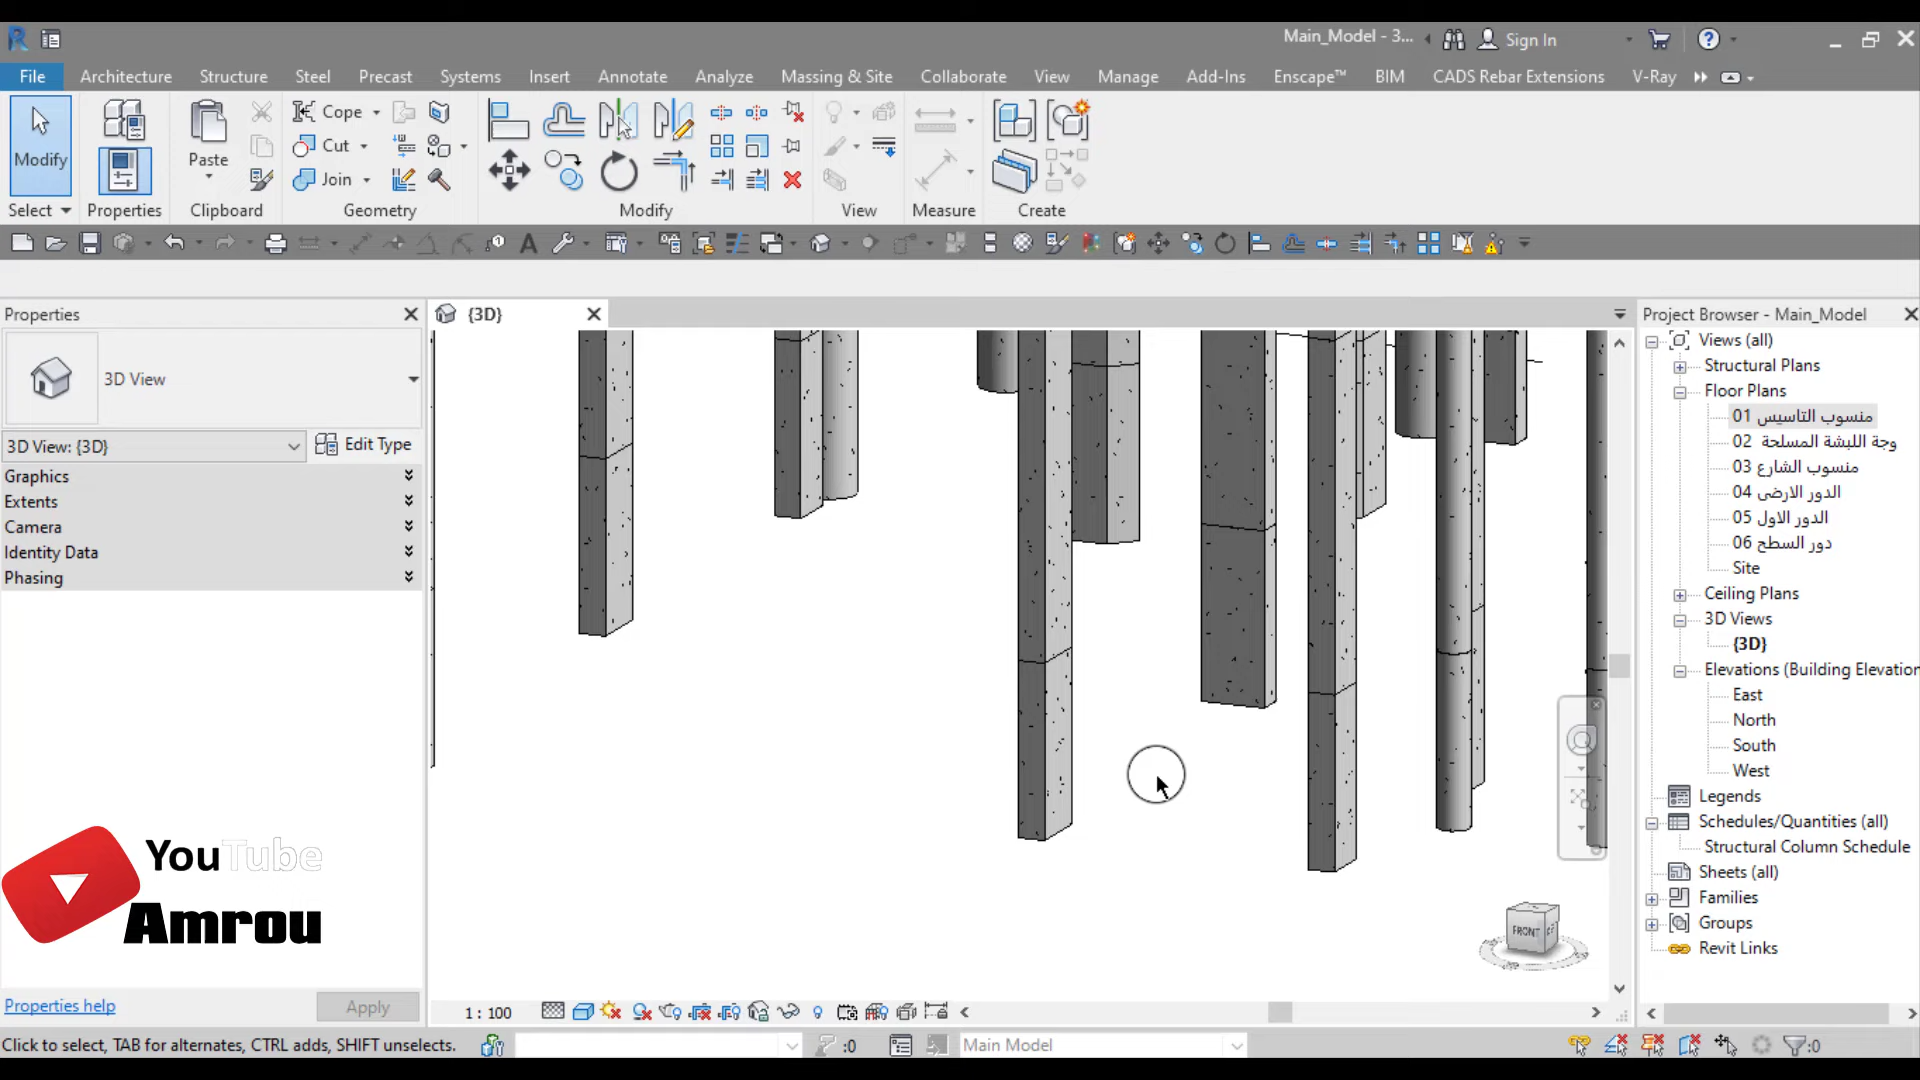 Main_Model - 3...
Sign In
File Architecture Structure Steel Precast Systems Insert Annotate Analyze Massing & Site Collaborate View Manage Add-Ins Enscape™ BIM CADS Rebar Extensions V-Ray
Modify
Paste
Cope
Cut
Join
Select Properties Clipboard Geometry Modify View Measure Create
Properties
{3D}
Project Browser - Main_Model
3D View
3D View: {3D}
Edit Type
Graphics
Extents
Camera
Identity Data
Phasing
Views (all)
Structural Plans
Floor Plans
01 منسوب التاسيس
02 وجة اللبشة المسلحة
03 منسوب الشارع
04 الدور الارضى
05 الدور الاول
06 دور السطح
Site
Ceiling Plans
3D Views
{3D}
Elevations (Building Elevation
East
North
South
West
Legends
Schedules/Quantities (all)
Structural Column Schedule
Sheets (all)
Families
Groups
Revit Links
FRONT
YouTube
Amrou
Properties help
Apply
1 : 100
Click to select, TAB for alternates, CTRL adds, SHIFT unselects.
:0
Main Model
:0